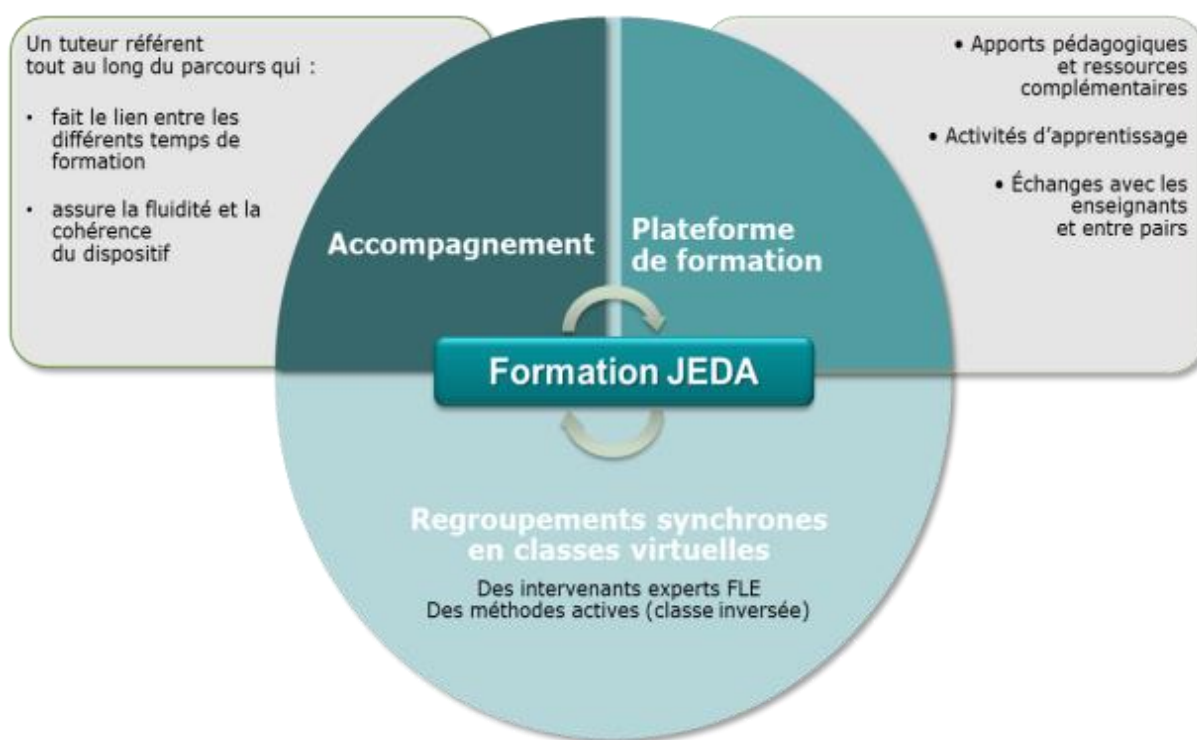 Un tuteur référent
tout au long du parcours qui :
• fait le lien entre les
différents temps de
formation
• assure la fluidité et la
cohérence
du dispositif
Accompagnement
Plateforme
de formation
• Apports pédagogiques
et ressources
complémentaires
• Activités d'apprentissage
• Échanges avec les
enseignants
et entre pairs
Formation JEDA
Regroupements synchrones
en classes virtuelles
Des intervenants experts FLE
Des méthodes actives (classe inversée)